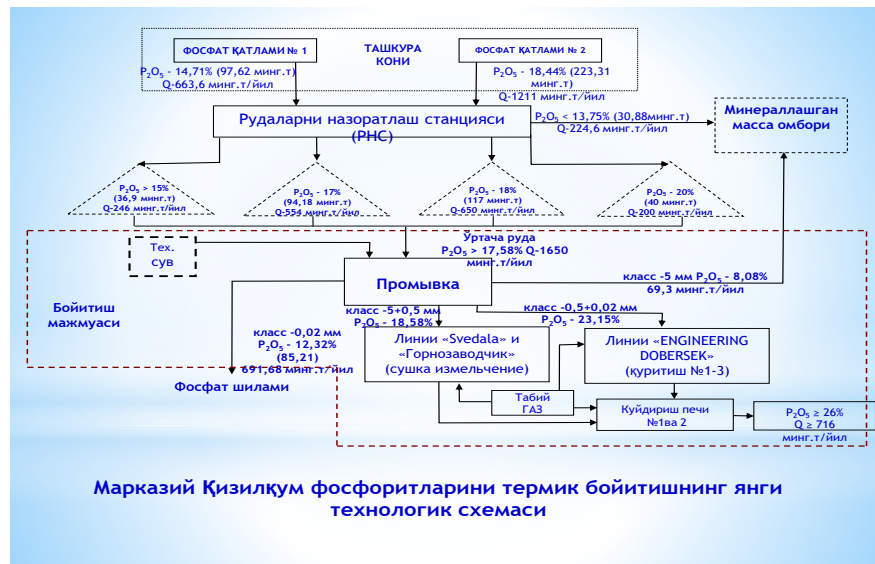 ФОСФАТ ҚАТЛАМИ № 1
ТАШКУРА
КОНИ
ФОСФАТ ҚАТЛАМИ № 2
P₂O₅ - 14,71% (97,62 минг.т)
Q-663,6 минг.т/йил
P₂O₅ - 18,44% (223,31
минг.т)
Q-1211 минг.т/йил
Рудаларни назоратлаш станцияси
(РНС)
P₂O₅ < 13,75% (30,88минг.т)
Q-224,6 минг.т/йил
Минераллашган
масса омбори
P₂O₅ > 15%
(36,9 минг.т)
Q-246 минг.т/йил
P₂O₅ - 17%
(94,18 минг.т)
Q-554 минг.т/йил
P₂O₅ - 18%
(117 минг.т)
Q-650 минг.т/йил
P₂O₅ - 20%
(40 минг.т)
Q-200 минг.т/йил
Тех.
сув
Ўртача руда
P₂O₅ > 17,58% Q-1650
минг.т/йил
Промывка
класс -5 мм P₂O₅ - 8,08%
69,3 минг.т/йил
Бойитиш
мажмуаси
класс -5+0,5 мм
P₂O₅ - 18,58%
класс -0,5+0,02 мм
P₂O₅ - 23,15%
класс -0,02 мм
P₂O₅ - 12,32%
(85,21)
691,68 минг.т/йил
Фосфат шилами
Линии «Svedala» и
«Горнозаводчик»
(сушка измельчение)
Линии «ENGINEERING
DOBERSEK»
(қуритиш №1-3)
Табий
ГАЗ
Куйдириш печи
№1ва 2
P₂O₅ ≥ 26%
Q ≥ 716
минг.т/йил
Марказий Қизилқум фосфоритларини термик бойитишнинг янги
технологик схемаси